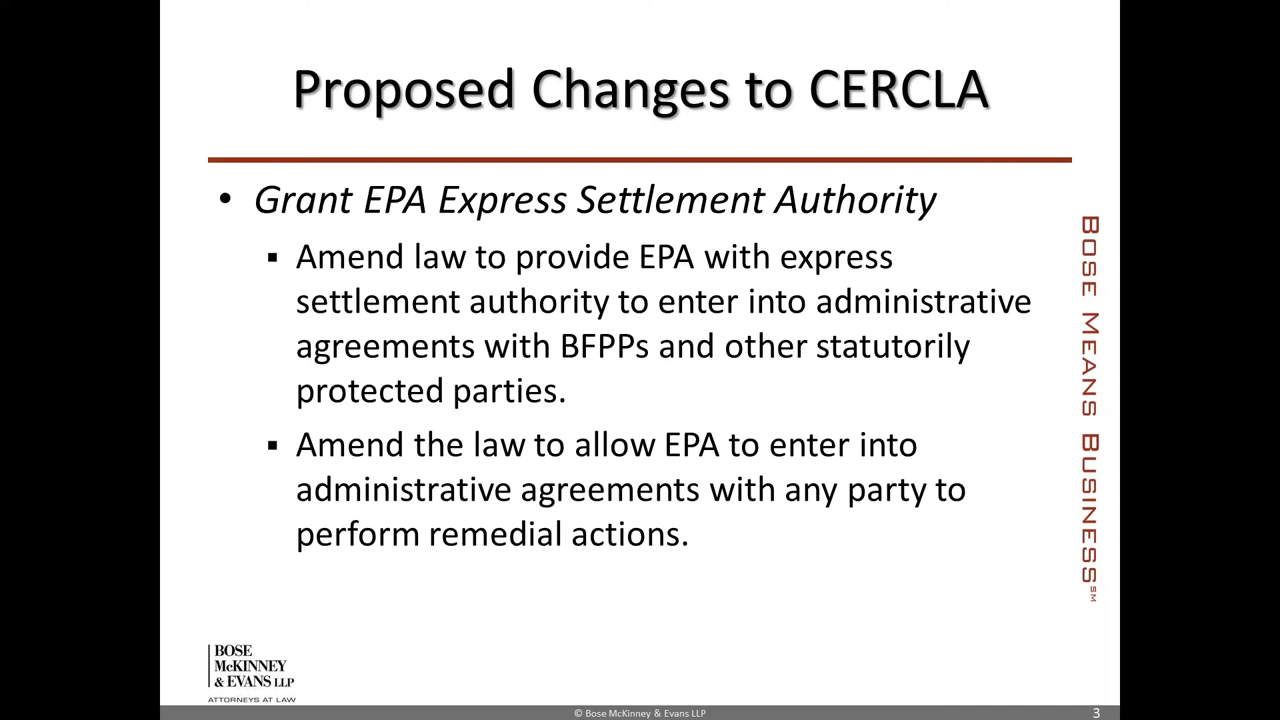 Proposed Changes to CERCLA
• Grant EPA Express Settlement Authority
▪ Amend law to provide EPA with express
settlement authority to enter into administrative
agreements with BFPPs and other statutorily
protected parties.
▪ Amend the law to allow EPA to enter into
administrative agreements with any party to
perform remedial actions.
BOSE MEANS BUSINESS℠
BOSE
McKINNEY
& EVANS LLP
ATTORNEYS AT LAW
© Bose McKinney & Evans LLP
3